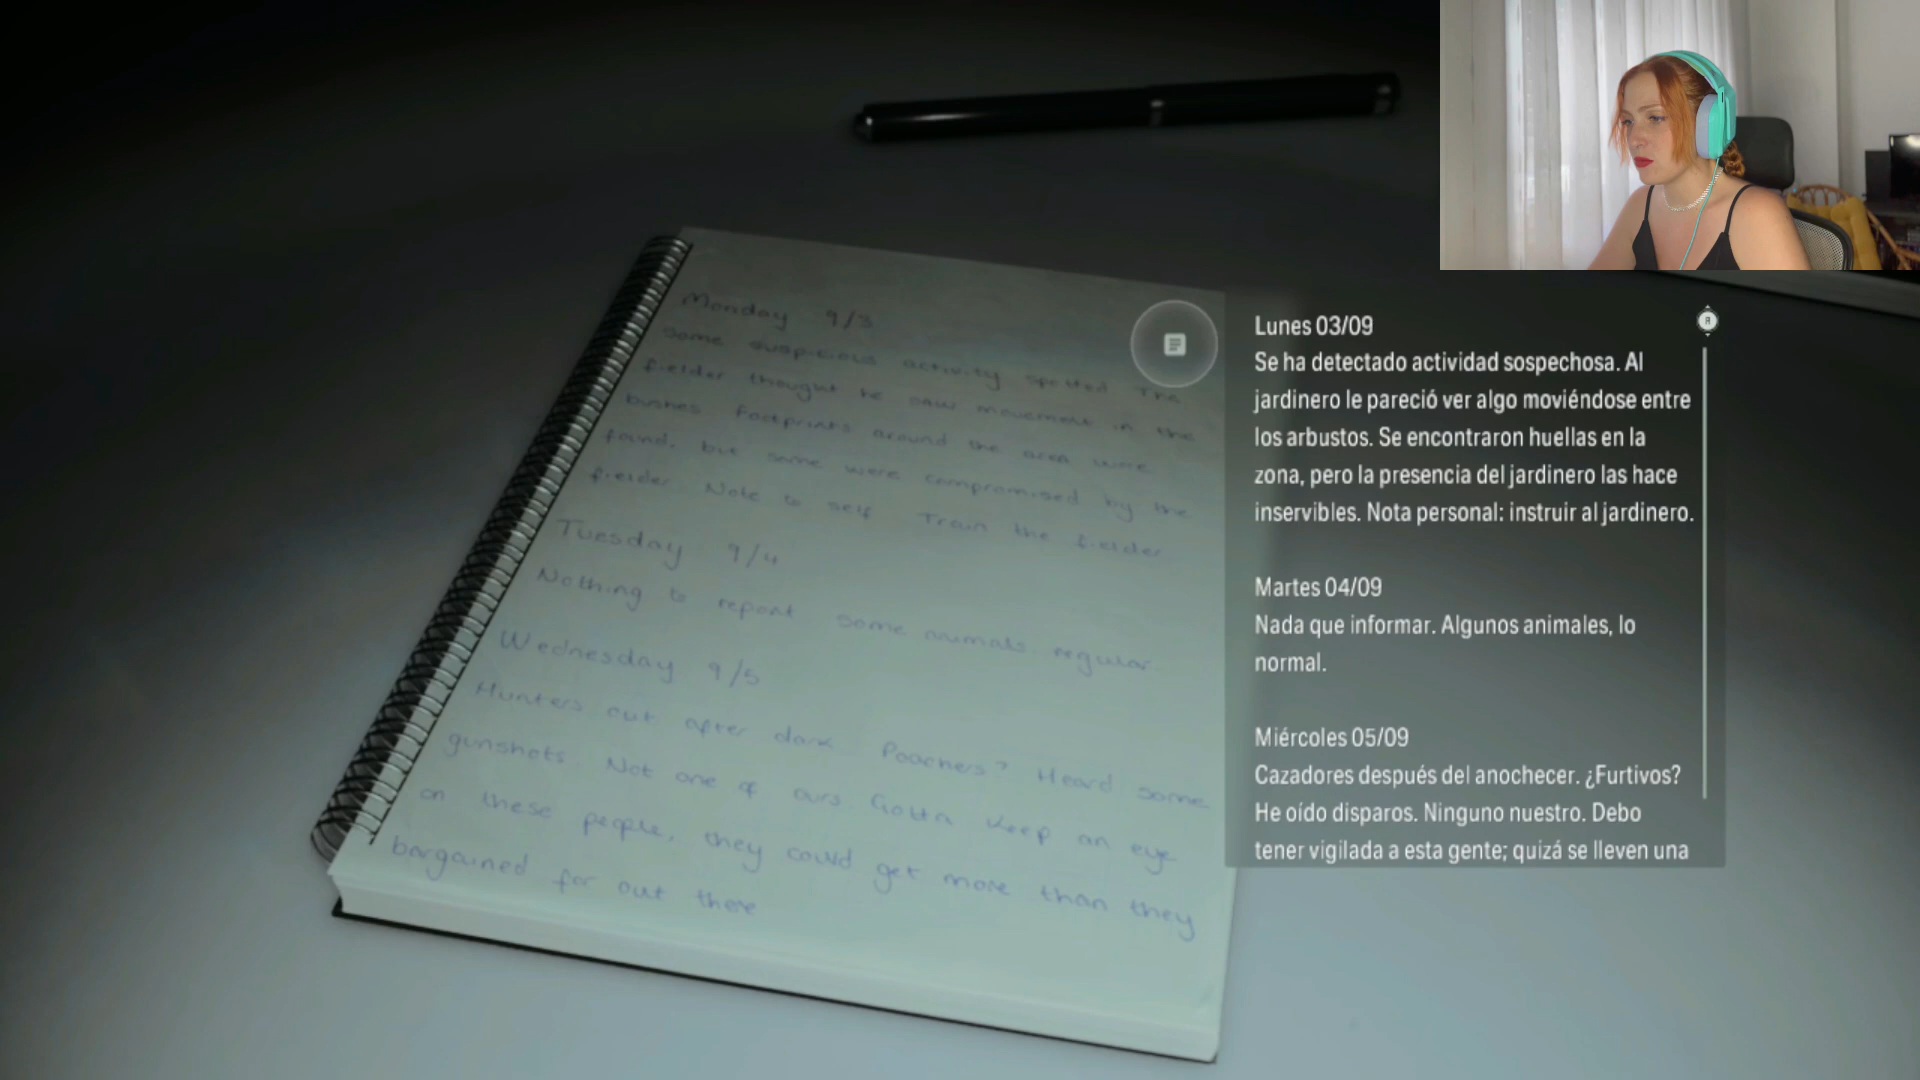 Monday 9/3
Some suspicious activity spotted The
fielder thought he saw movement in the
bushes Footprints around the area were
found, but some were compromised by the
fielder Note to self Train the fielder
Tuesday 9/4
Nothing to report some animals regular
Wednesday 9/5
Hunters out after dark Poachers? Heard some
gunshots. Not one of ours. Gotta keep an eye
on these people, they could get more than they
bargained for out there
R
Lunes 03/09
Se ha detectado actividad sospechosa. Al
jardinero le pareció ver algo moviéndose entre
los arbustos. Se encontraron huellas en la
zona, pero la presencia del jardinero las hace
inservibles. Nota personal: instruir al jardinero.
Martes 04/09
Nada que informar. Algunos animales, lo
normal.
Miércoles 05/09
Cazadores después del anochecer. ¿Furtivos?
He oído disparos. Ninguno nuestro. Debo
tener vigilada a esta gente; quizá se lleven una